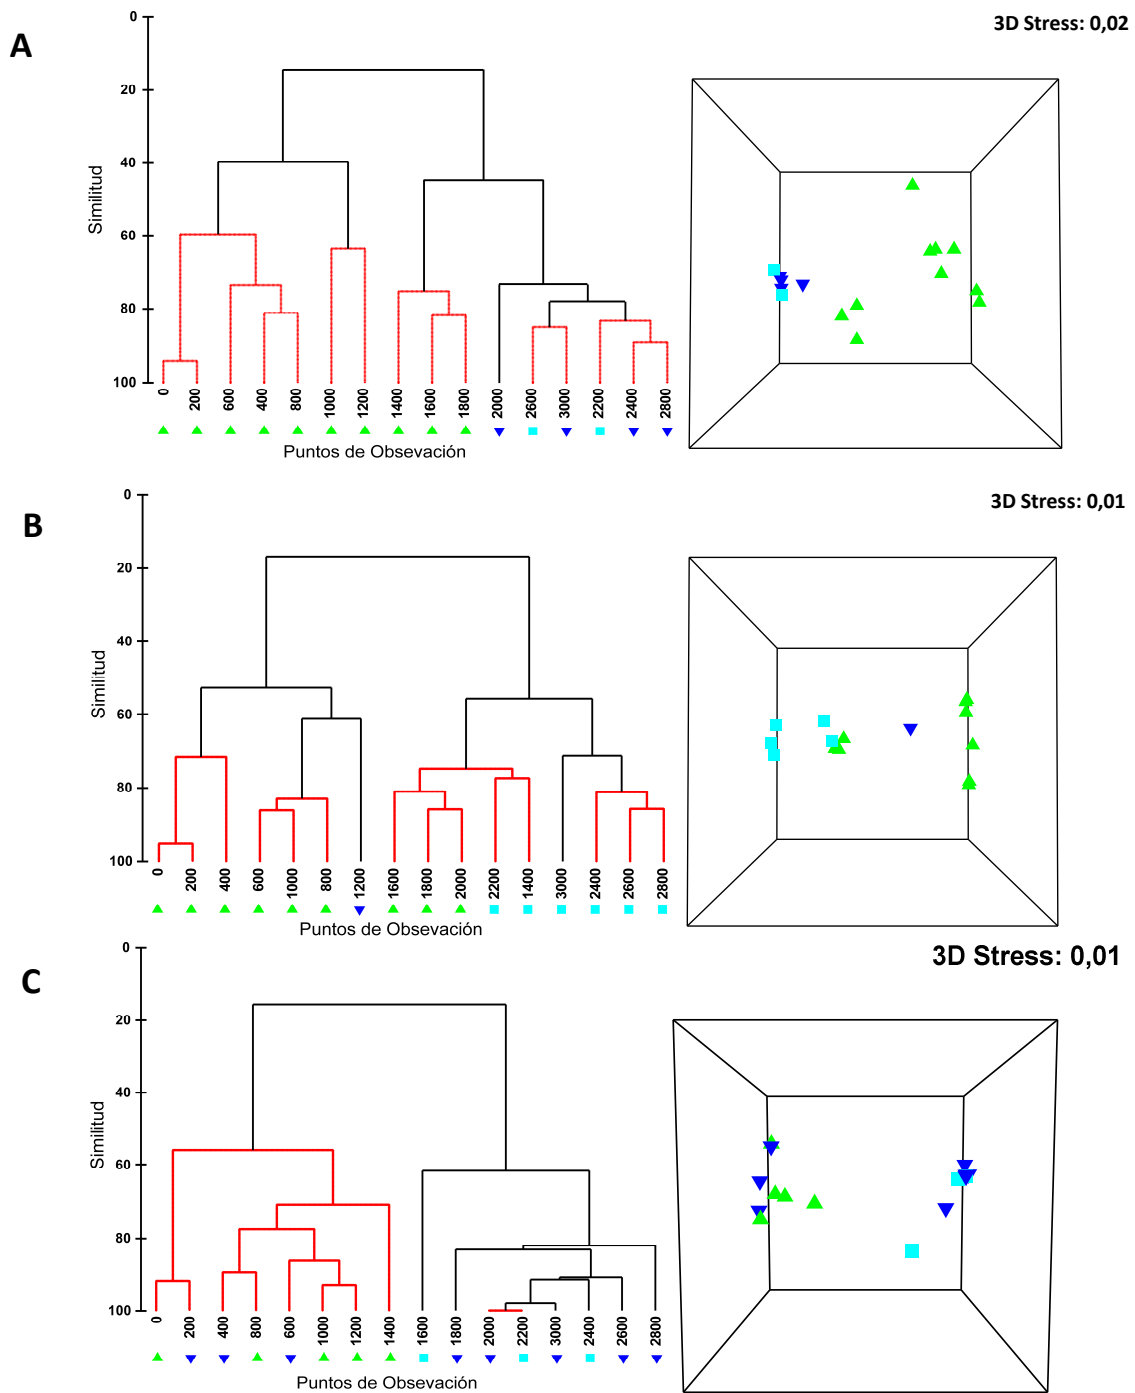 A
3D Stress: 0,02
0
20
40
60
80
100
Similitud
0 200 600 400 800 1000 1200 1400 1600 1800 2000 2600 3000 2200 2400 2800
Puntos de Obsevación
B
3D Stress: 0,01
0
20
40
60
80
100
Similitud
0 200 400 600 1000 800 1200 1600 1800 2000 2200 1400 3000 2400 2600 2800
Puntos de Obsevación
C
3D Stress: 0,01
0
20
40
60
80
100
Similitud
0 200 400 800 600 1000 1200 1400 1600 1800 2000 2200 3000 2400 2600 2800
Puntos de Obsevación